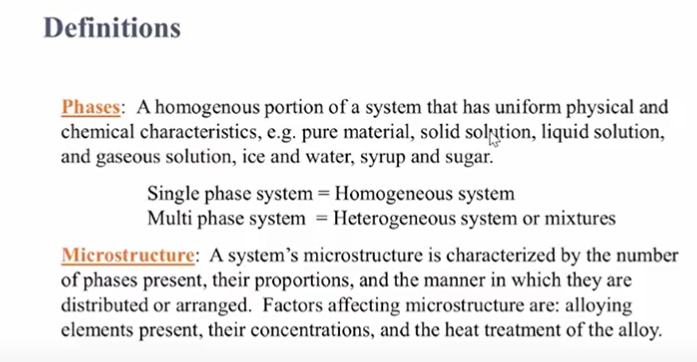 Definitions
Phases: A homogenous portion of a system that has uniform physical and
chemical characteristics, e.g. pure material, solid solution, liquid solution,
and gaseous solution, ice and water, syrup and sugar.
Single phase system = Homogeneous system
Multi phase system = Heterogeneous system or mixtures
Microstructure: A system's microstructure is characterized by the number
of phases present, their proportions, and the manner in which they are
distributed or arranged. Factors affecting microstructure are: alloying
elements present, their concentrations, and the heat treatment of the alloy.